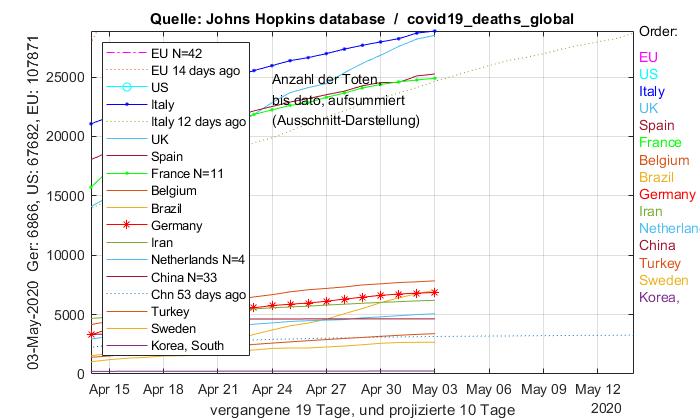 Quelle: Johns Hopkins database / covid19_deaths_global
03-May-2020 Ger: 6866, US: 67682, EU: 107871
25000
20000
15000
10000
5000
0
EU N=42
EU 14 days ago
US
Italy
Italy 12 days ago
UK
Spain
France N=11
Belgium
Brazil
Germany
Iran
Netherlands N=4
China N=33
Chn 53 days ago
Turkey
Sweden
Korea, South
Anzahl der Toten
bis dato, aufsummiert
(Ausschnitt-Darstellung)
Order:
EU
US
Italy
UK
Spain
France
Belgium
Brazil
Germany
Iran
Netherlan
China
Turkey
Sweden
Korea,
Apr 15 Apr 18 Apr 21 Apr 24 Apr 27 Apr 30 May 03 May 06 May 09 May 12
2020
vergangene 19 Tage, und projizierte 10 Tage